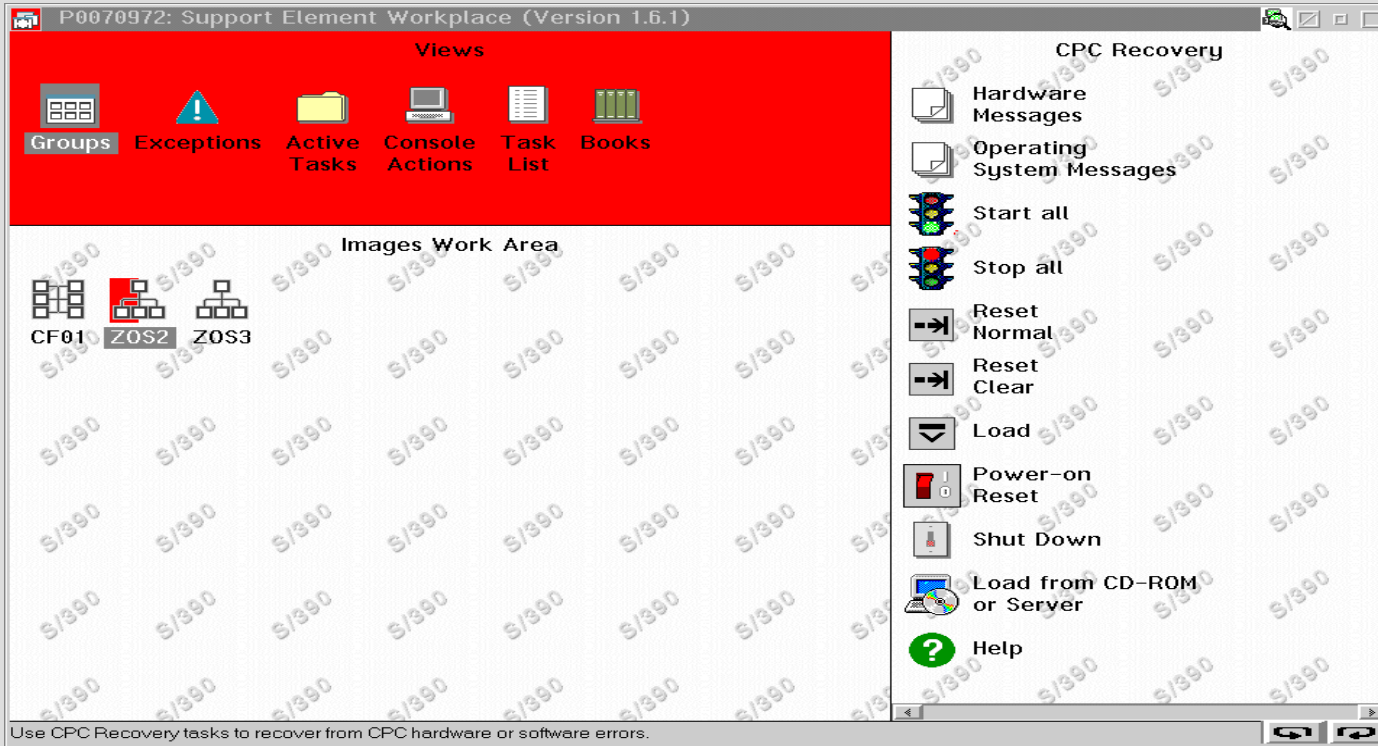 P0070972: Support Element Workplace (Version 1.6.1)
Views
Groups
Exceptions
Active
Tasks
Console
Actions
Task
List
Books
Images Work Area
CF01
ZOS2
ZOS3
CPC Recovery
Hardware
Messages
Operating
System Messages
Start all
Stop all
Reset
Normal
Reset
Clear
Load
Power-on
Reset
Shut Down
Load from CD-ROM
or Server
Help
S/390
Use CPC Recovery tasks to recover from CPC hardware or software errors.